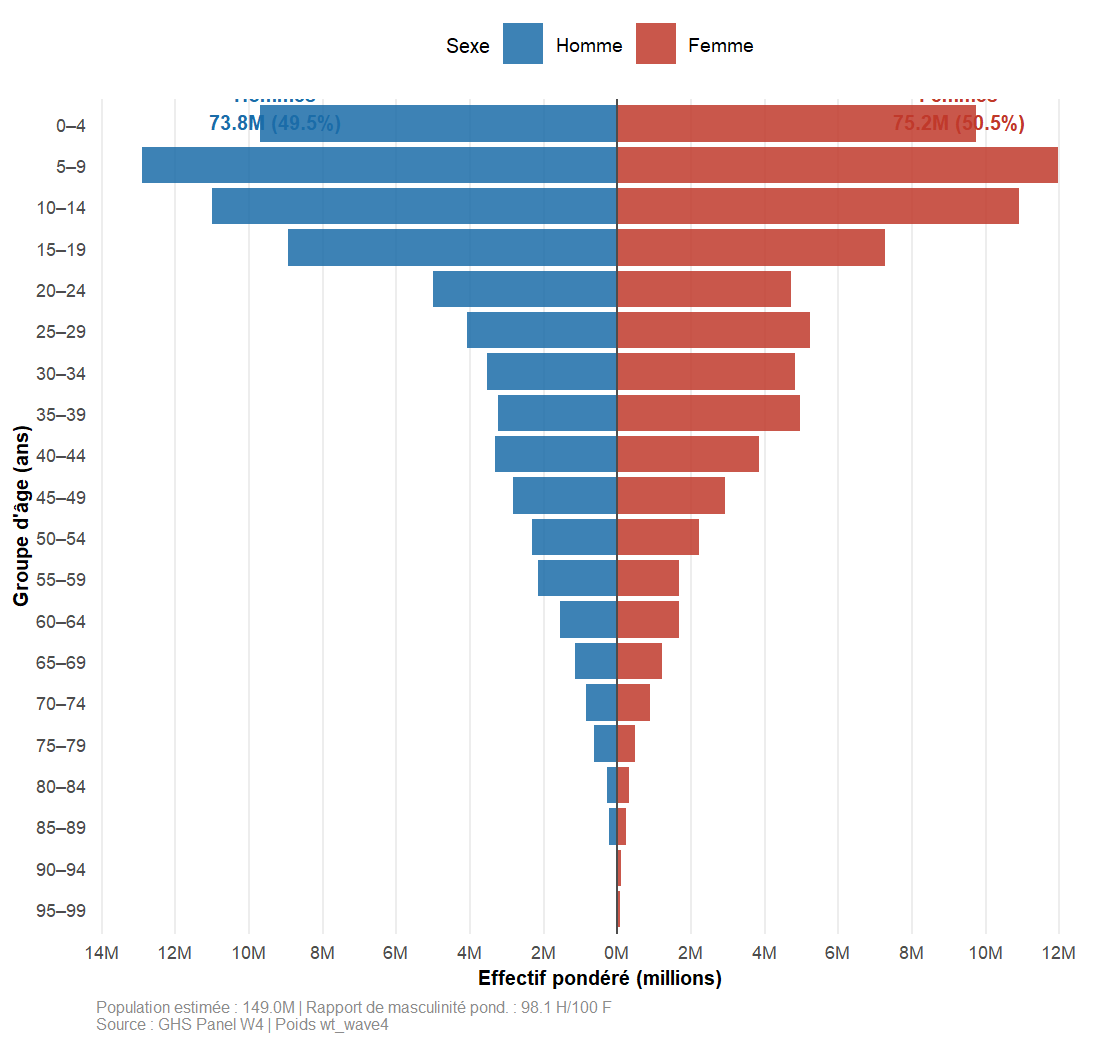 Sexe Homme Femme
Hommes Femmes
73.8M (49.5%) 75.2M (50.5%)
0–4
5–9
10–14
15–19
20–24
25–29
30–34
35–39
40–44
45–49
50–54
55–59
60–64
65–69
70–74
75–79
80–84
85–89
90–94
95–99
Groupe d'âge (ans)
14M 12M 10M 8M 6M 4M 2M 0M 2M 4M 6M 8M 10M 12M
Effectif pondéré (millions)
Population estimée : 149.0M | Rapport de masculinité pond. : 98.1 H/100 F
Source : GHS Panel W4 | Poids wt_wave4